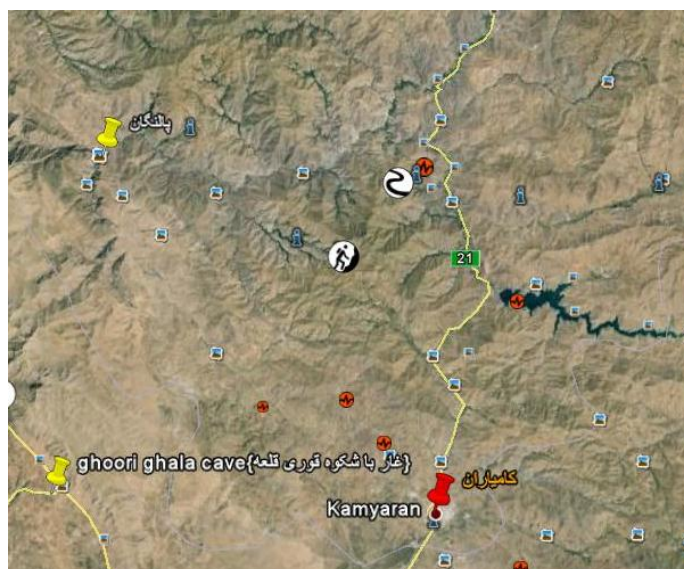 پالنگان
21
ghoori ghala cave{غار با شکوه قوری قلعه}
کامیاران
Kamyaran